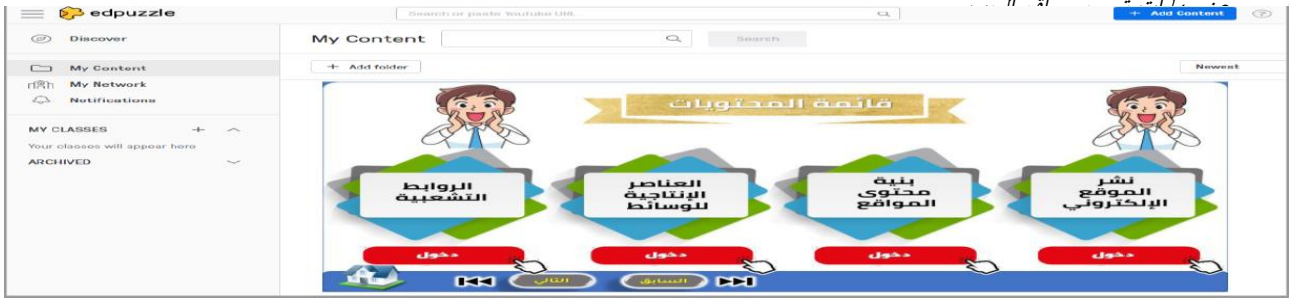 edpuzzle
Search or paste Youtube URL
+ Add Content
?
Discover
My Content
Search
My Content
+ Add folder
Newest
My Network
Notifications
MY CLASSES
Your classes will appear here
ARCHIVED
قائمة المحتويات
نشر
الموقع
الإلكتروني
بنية
محتوى
المواقع
العناصر
الإنتاجية
للوسائط
الروابط
التشعبية
دخول
دخول
دخول
دخول
التالي
السابق